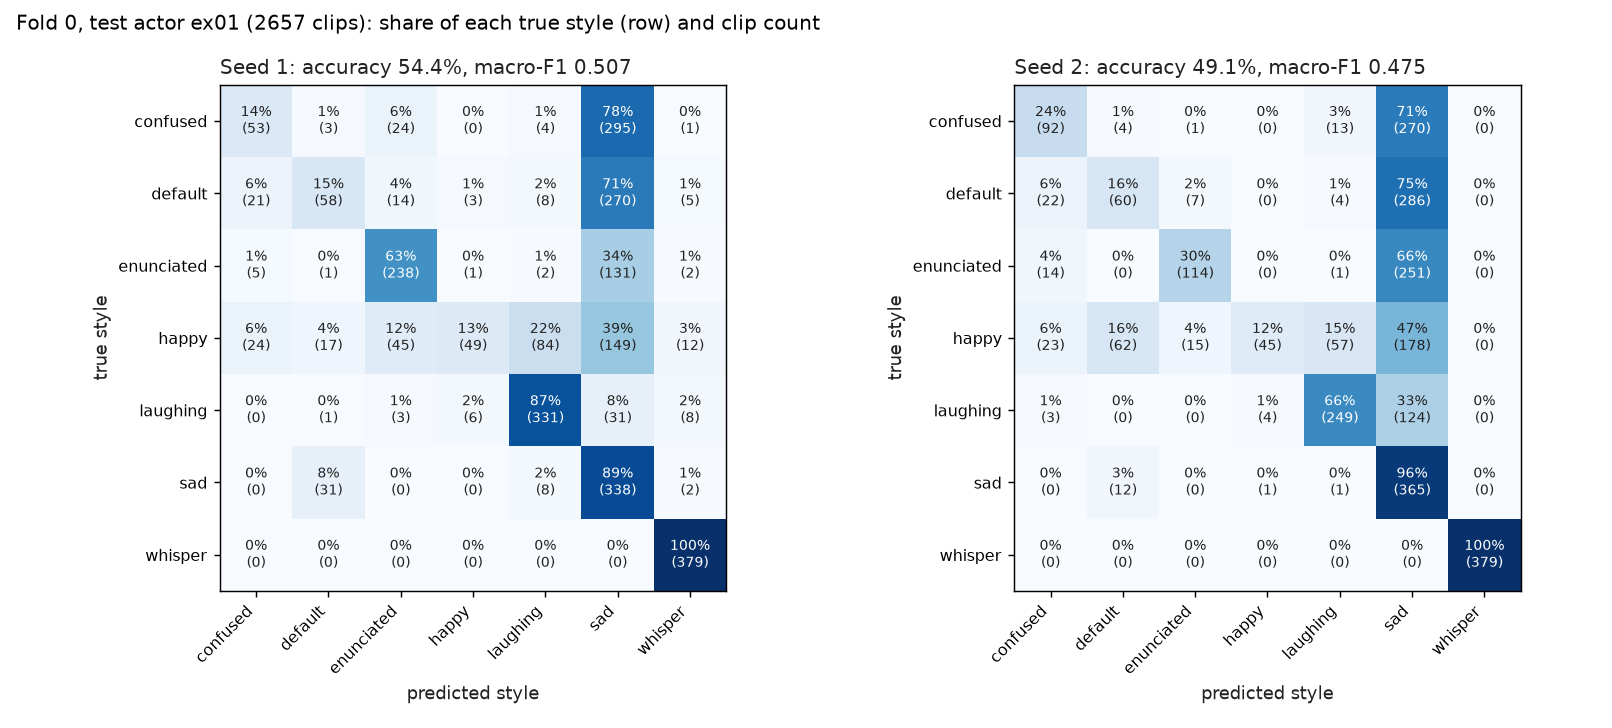 Fold 0, test actor ex01 (2657 clips): share of each true style (row) and clip count
Seed 1: accuracy 54.4%, macro-F1 0.507
true style
confused 14% 1% 6% 0% 1% 78% 0%
(53) (3) (24) (0) (4) (295) (1)
default 6% 15% 4% 1% 2% 71% 1%
(21) (58) (14) (3) (8) (270) (5)
enunciated 1% 0% 63% 0% 1% 34% 1%
(5) (1) (238) (1) (2) (131) (2)
happy 6% 4% 12% 13% 22% 39% 3%
(24) (17) (45) (49) (84) (149) (12)
laughing 0% 0% 1% 2% 87% 8% 2%
(0) (1) (3) (6) (331) (31) (8)
sad 0% 8% 0% 0% 2% 89% 1%
(0) (31) (0) (0) (8) (338) (2)
whisper 0% 0% 0% 0% 0% 0% 100%
(0) (0) (0) (0) (0) (0) (379)
confused default enunciated happy laughing sad whisper
predicted style
Seed 2: accuracy 49.1%, macro-F1 0.475
true style
confused 24% 1% 0% 0% 3% 71% 0%
(92) (4) (1) (0) (13) (270) (0)
default 6% 16% 2% 0% 1% 75% 0%
(22) (60) (7) (0) (4) (286) (0)
enunciated 4% 0% 30% 0% 0% 66% 0%
(14) (0) (114) (0) (1) (251) (0)
happy 6% 16% 4% 12% 15% 47% 0%
(23) (62) (15) (45) (57) (178) (0)
laughing 1% 0% 0% 1% 66% 33% 0%
(3) (0) (0) (4) (249) (124) (0)
sad 0% 3% 0% 0% 0% 96% 0%
(0) (12) (0) (1) (1) (365) (0)
whisper 0% 0% 0% 0% 0% 0% 100%
(0) (0) (0) (0) (0) (0) (379)
confused default enunciated happy laughing sad whisper
predicted style